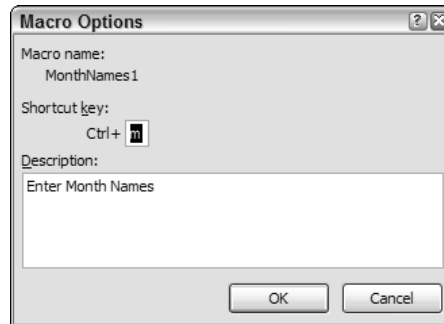 Macro Options
Macro name:
MonthNames1
Shortcut key:
Ctrl+ m
Description:
Enter Month Names
OK Cancel